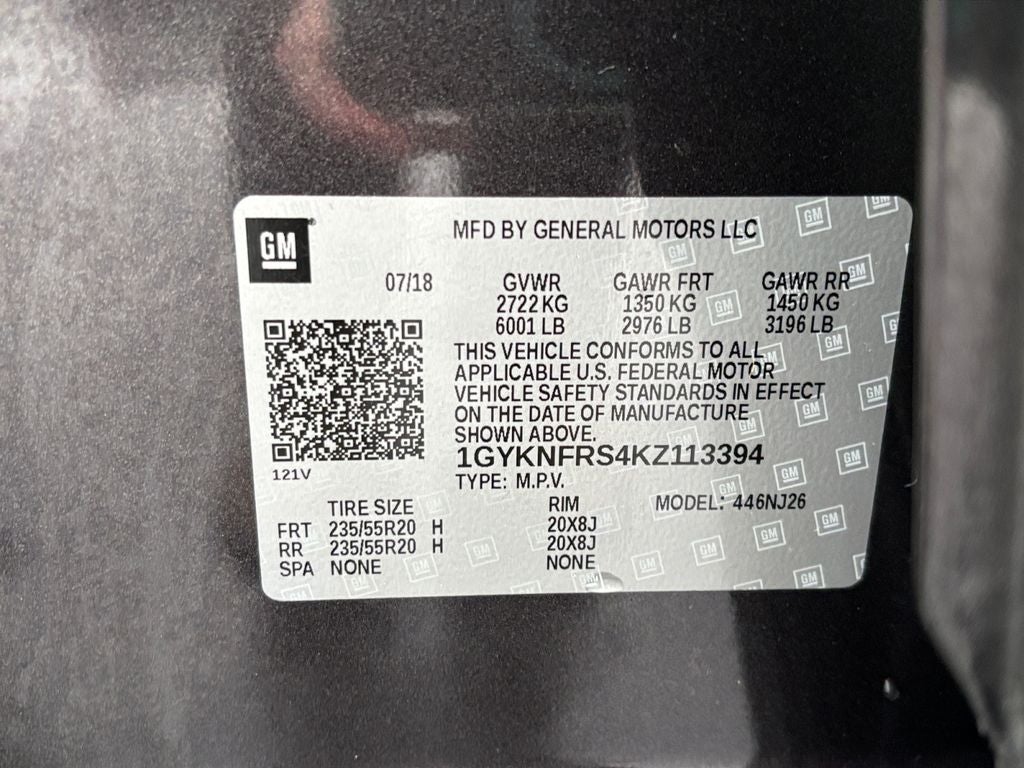 GM
MFD BY GENERAL MOTORS LLC
07/18 GVWR GAWR FRT GAWR RR
2722 KG 1350 KG 1450 KG
6001 LB 2976 LB 3196 LB
THIS VEHICLE CONFORMS TO ALL
APPLICABLE U.S. FEDERAL MOTOR
VEHICLE SAFETY STANDARDS IN EFFECT
ON THE DATE OF MANUFACTURE
SHOWN ABOVE.
1GYKNFRS4KZ113394
121V
TYPE: M.P.V.
TIRE SIZE RIM MODEL: 446NJ26
FRT 235/55R20 H 20X8J
RR 235/55R20 H 20X8J
SPA NONE NONE